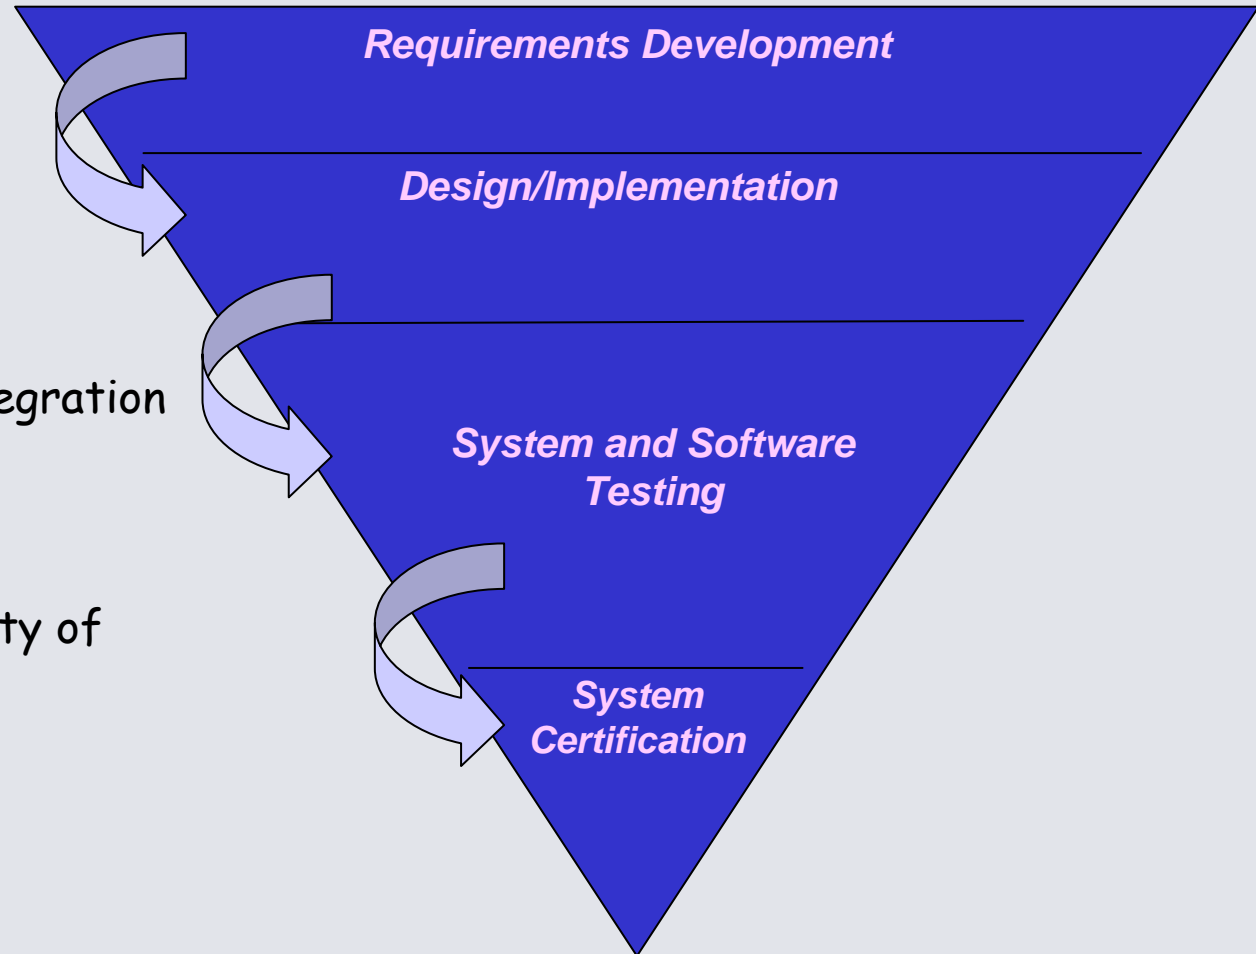 Requirements Development
Design/Implementation
egration
System and Software
Testing
ty of
System
Certification